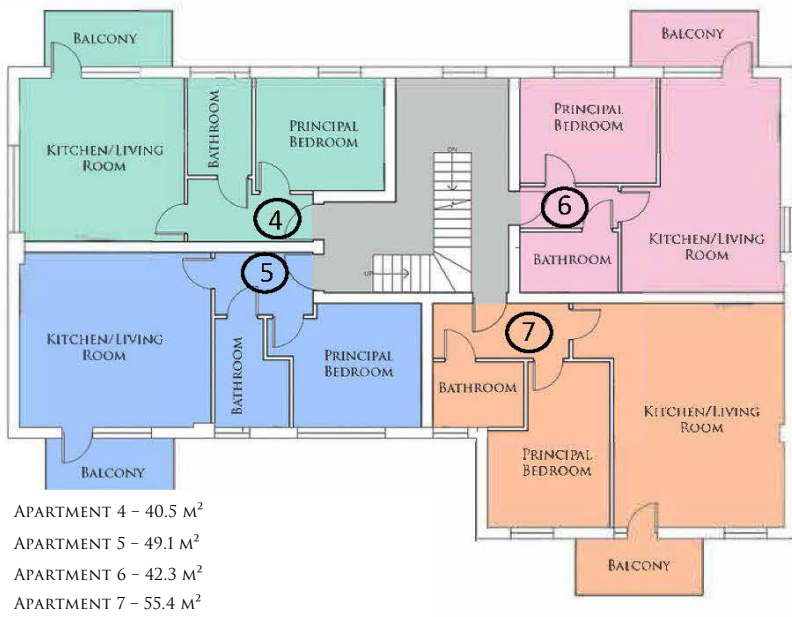 BALCONY
KITCHEN/LIVING
ROOM
BATHROOM
PRINCIPAL
BEDROOM
4
BALCONY
PRINCIPAL
BEDROOM
6
BATHROOM
KITCHEN/LIVING
ROOM
DN
UP
5
KITCHEN/LIVING
ROOM
BATHROOM
PRINCIPAL
BEDROOM
BALCONY
7
BATHROOM
KITCHEN/LIVING
ROOM
PRINCIPAL
BEDROOM
BALCONY
APARTMENT 4 – 40.5 M²
APARTMENT 5 – 49.1 M²
APARTMENT 6 – 42.3 M²
APARTMENT 7 – 55.4 M²